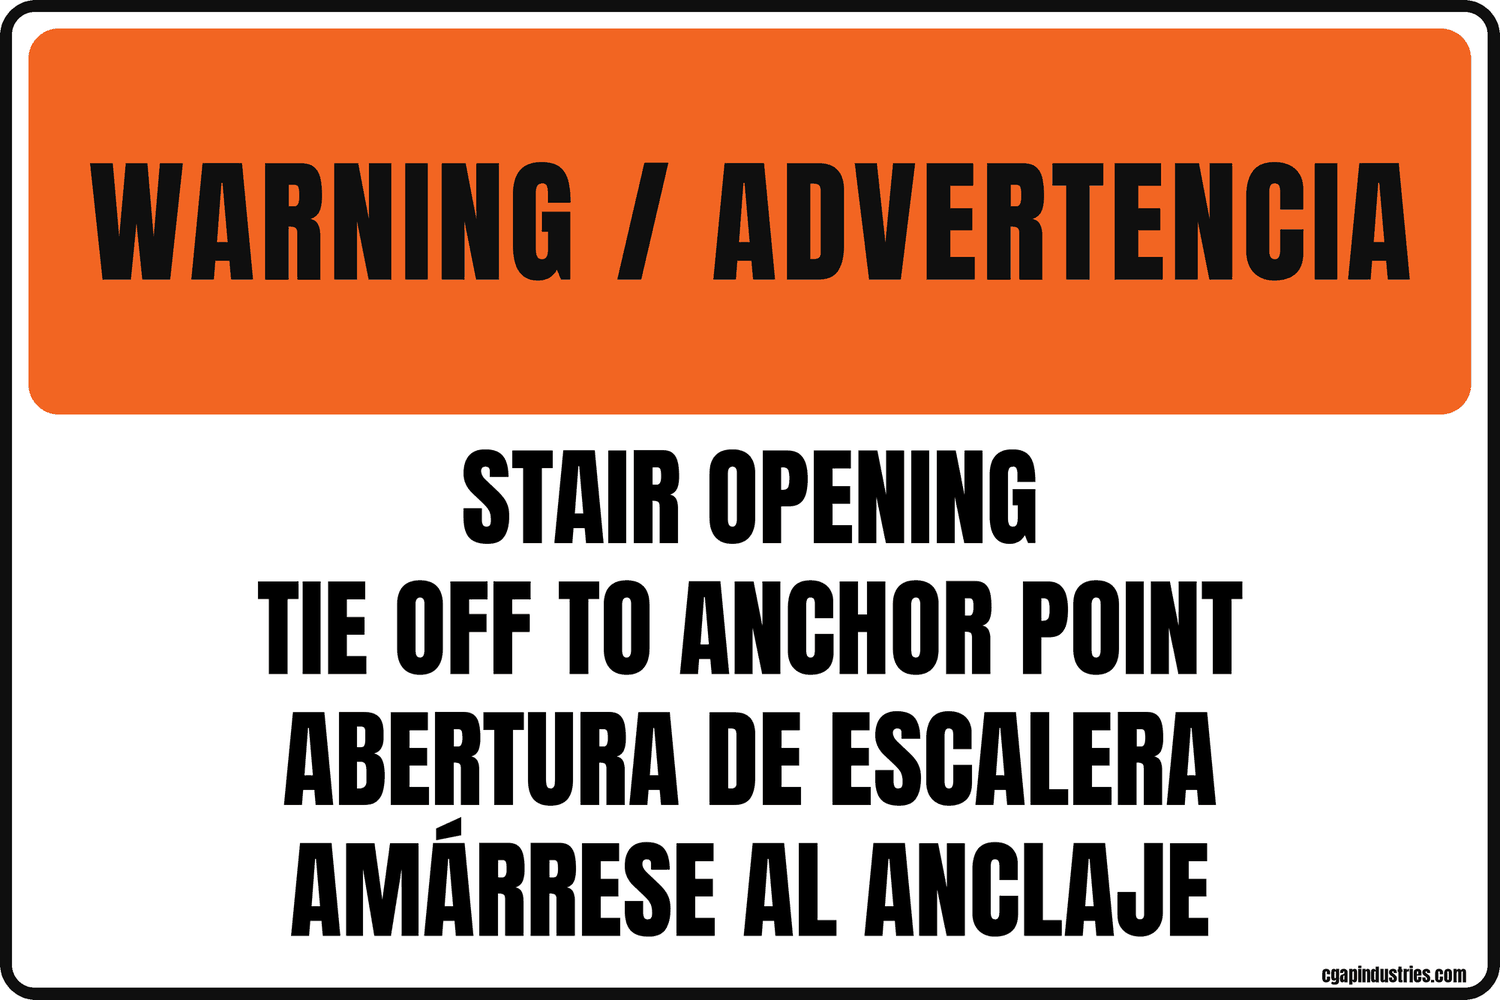 WARNING / ADVERTENCIA
STAIR OPENING
TIE OFF TO ANCHOR POINT
ABERTURA DE ESCALERA
AMÁRRESE AL ANCLAJE
cgapindustries.com